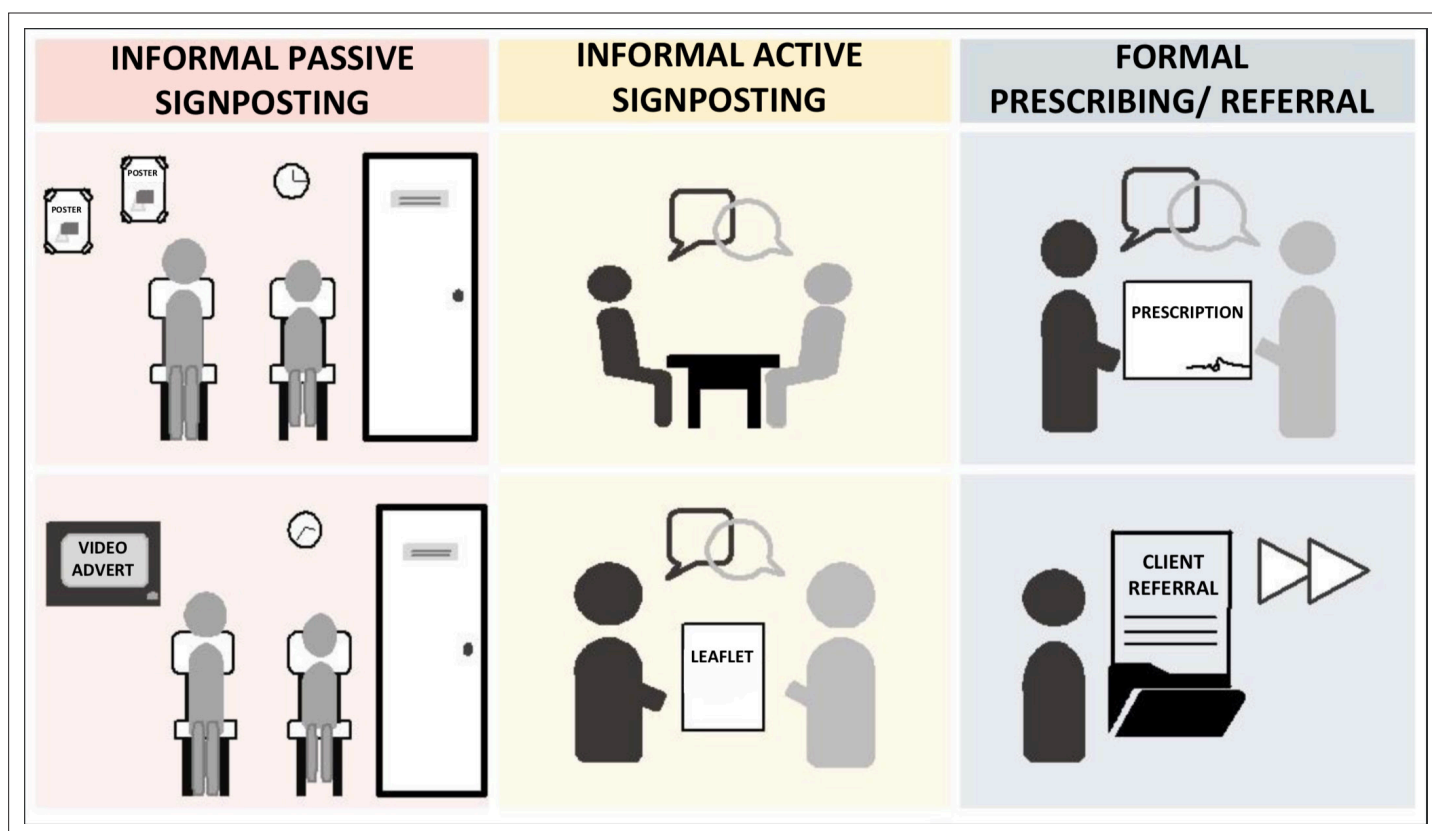 INFORMAL PASSIVE
SIGNPOSTING
INFORMAL ACTIVE
SIGNPOSTING
FORMAL
PRESCRIBING/ REFERRAL
POSTER
POSTER
PRESCRIPTION
VIDEO
ADVERT
LEAFLET
CLIENT
REFERRAL